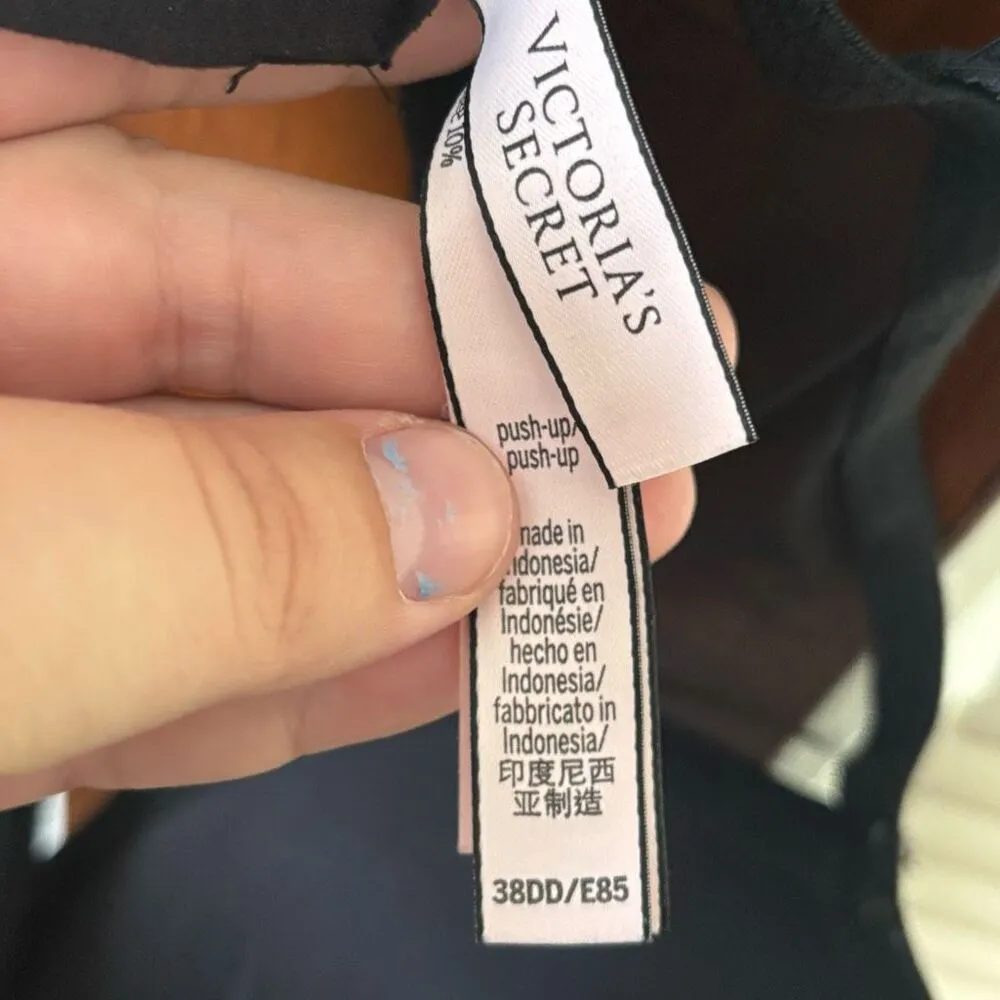 VICTORIA'S
SECRET
10%
push-up/
push-up
made in
Indonesia/
fabriqué en
Indonésie/
hecho en
Indonesia/
fabbricato in
Indonesia/
印度尼西
亚制造
38DD/E85